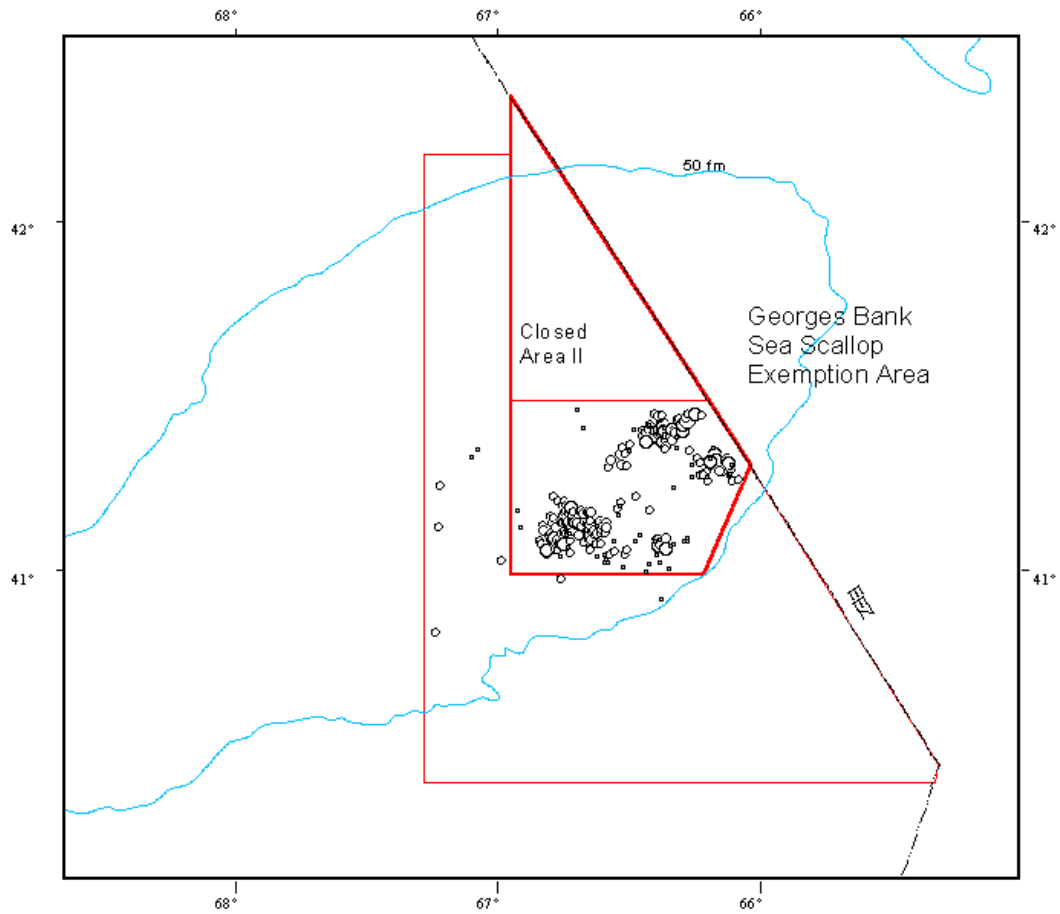 68° 67° 66°
50 fm
42° 42°
Georges Bank
Closed Sea Scallop
Area II Exemption Area
41° 41°
EEZ
68° 67° 66°